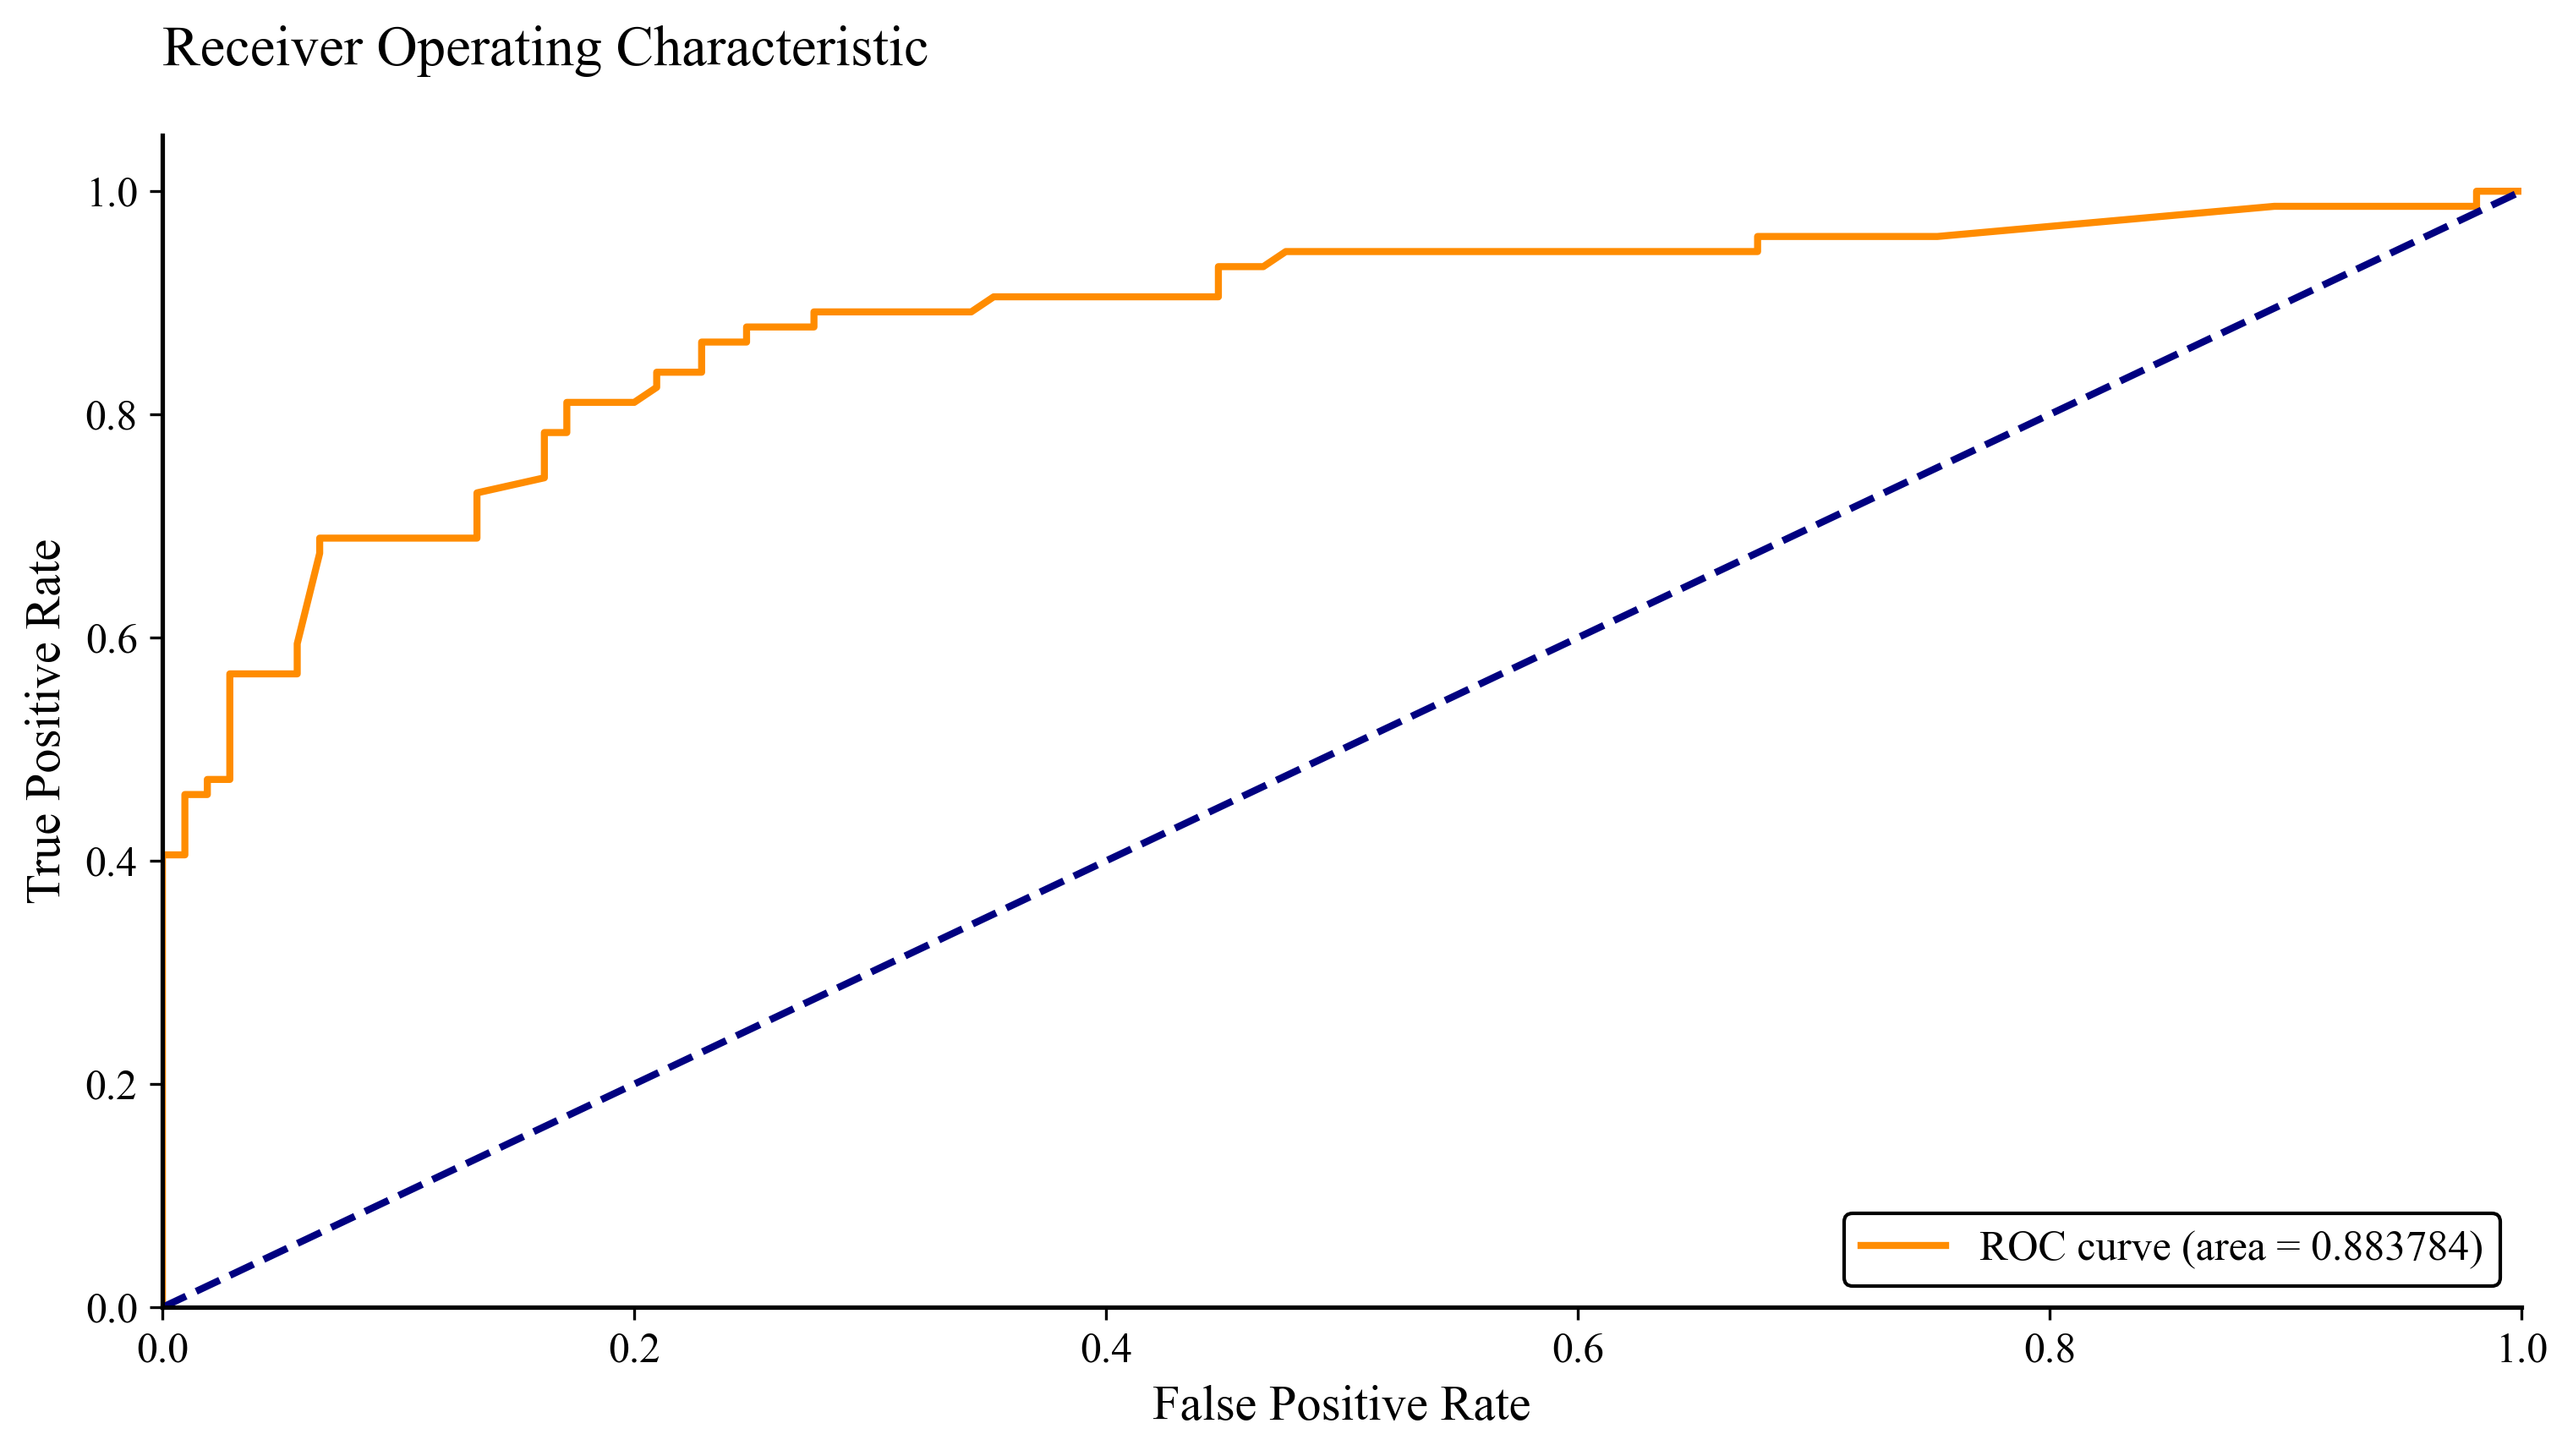 Receiver Operating Characteristic
True Positive Rate
1.0
0.8
0.6
0.4
0.2
0.0
0.0 0.2 0.4 0.6 0.8 1.0
False Positive Rate
ROC curve (area = 0.883784)